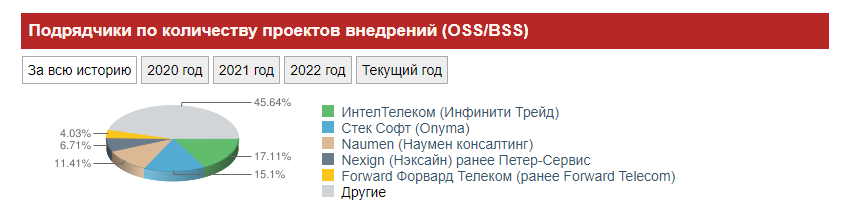 Подрядчики по количеству проектов внедрений (OSS/BSS)
За всю историю 2020 год 2021 год 2022 год Текущий год
45.64%
4.03%
6.71%
11.41%
17.11%
15.1%
ИнтелТелеком (Инфинити Трейд)
Стек Софт (Onyma)
Naumen (Наумен консалтинг)
Nexign (Нэксайн) ранее Петер-Сервис
Forward Форвард Телеком (ранее Forward Telecom)
Другие